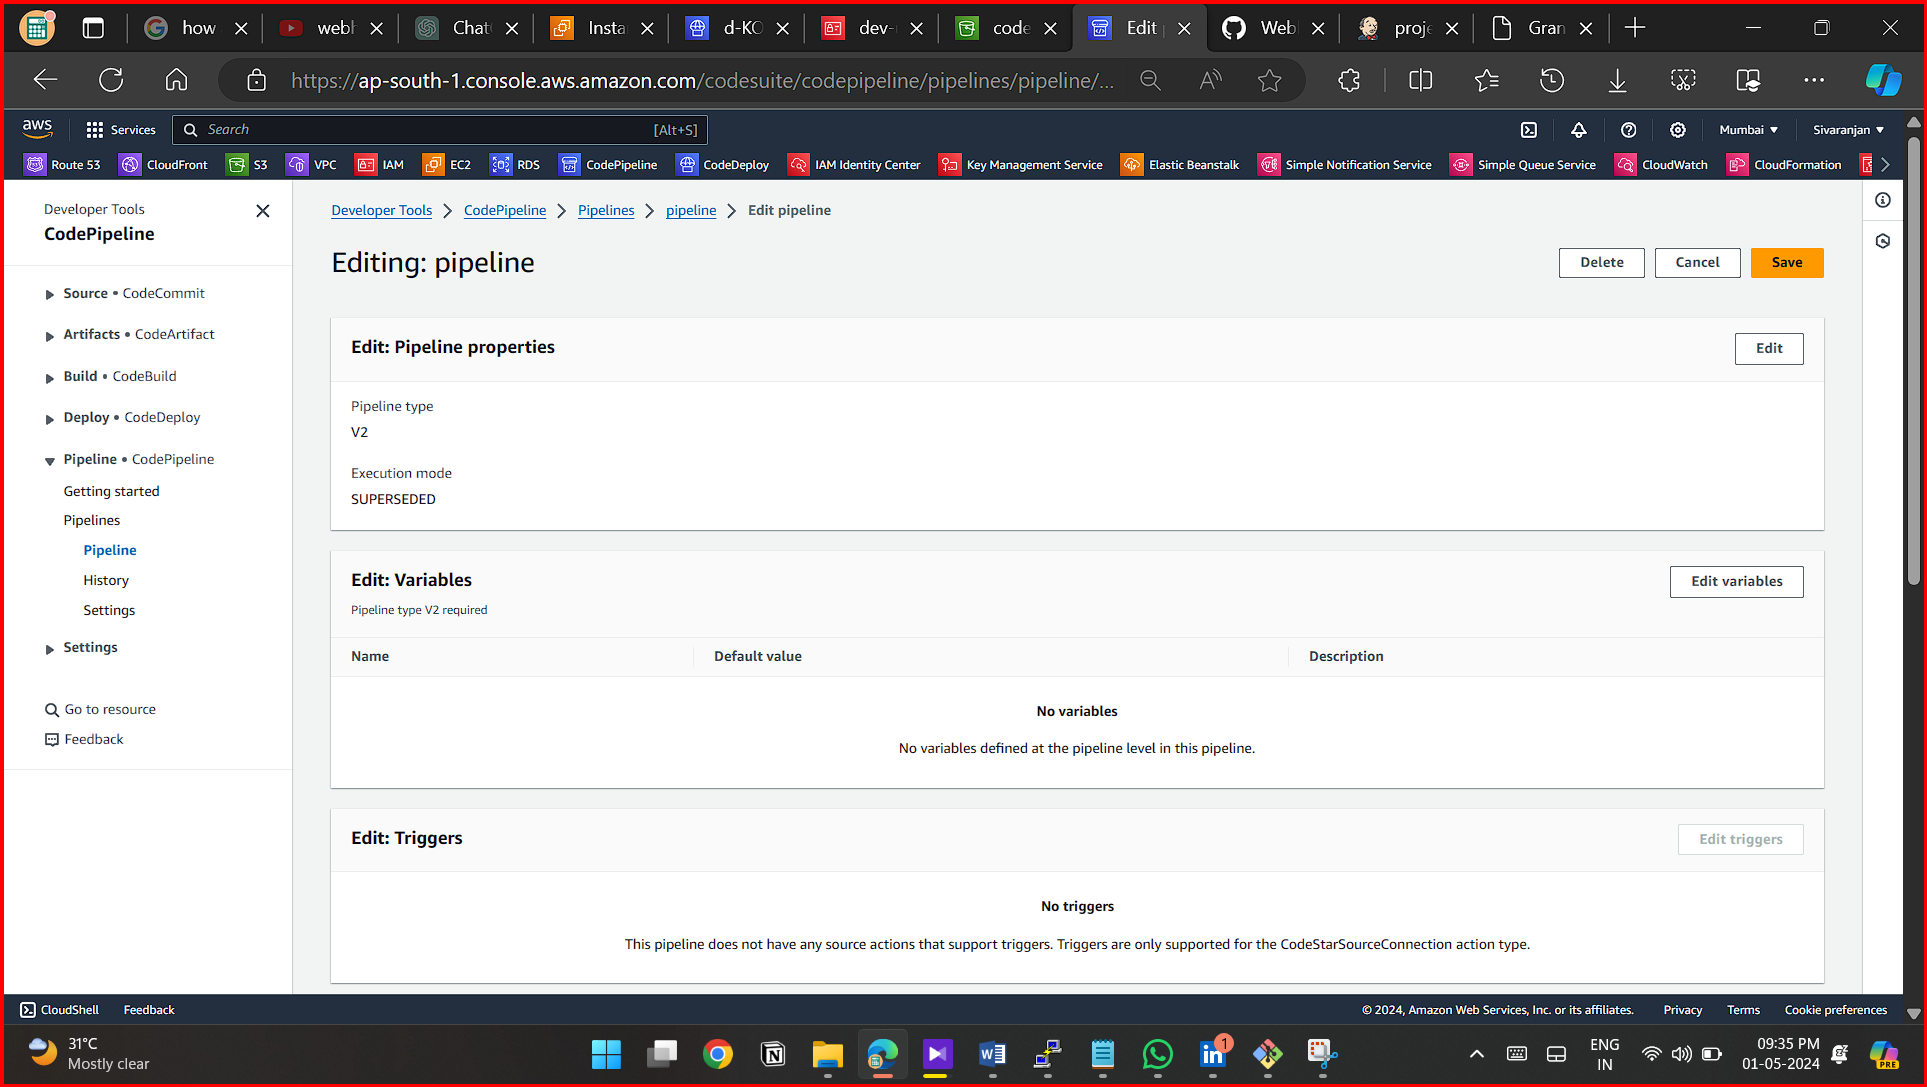 how
webh
Chat
Insta
d-KO
dev-
code
Edit
Webl
proje
Gran
https://ap-south-1.console.aws.amazon.com/codesuite/codepipeline/pipelines/pipeline/...
aws
Services
Search
[Alt+S]
Mumbai
Sivaranjan
Route 53
CloudFront
S3
VPC
IAM
EC2
RDS
CodePipeline
CodeDeploy
IAM Identity Center
Key Management Service
Elastic Beanstalk
Simple Notification Service
Simple Queue Service
CloudWatch
CloudFormation
Developer Tools
CodePipeline
Source • CodeCommit
Artifacts • CodeArtifact
Build • CodeBuild
Deploy • CodeDeploy
Pipeline • CodePipeline
Getting started
Pipelines
Pipeline
History
Settings
Settings
Go to resource
Feedback
Developer Tools > CodePipeline > Pipelines > pipeline > Edit pipeline
Editing: pipeline
Delete
Cancel
Save
Edit: Pipeline properties
Edit
Pipeline type
V2
Execution mode
SUPERSEDED
Edit: Variables
Edit variables
Pipeline type V2 required
Name
Default value
Description
No variables
No variables defined at the pipeline level in this pipeline.
Edit: Triggers
Edit triggers
No triggers
This pipeline does not have any source actions that support triggers. Triggers are only supported for the CodeStarSourceConnection action type.
CloudShell
Feedback
© 2024, Amazon Web Services, Inc. or its affiliates.
Privacy
Terms
Cookie preferences
31°C
Mostly clear
1
ENG
IN
09:35 PM
01-05-2024
PRE